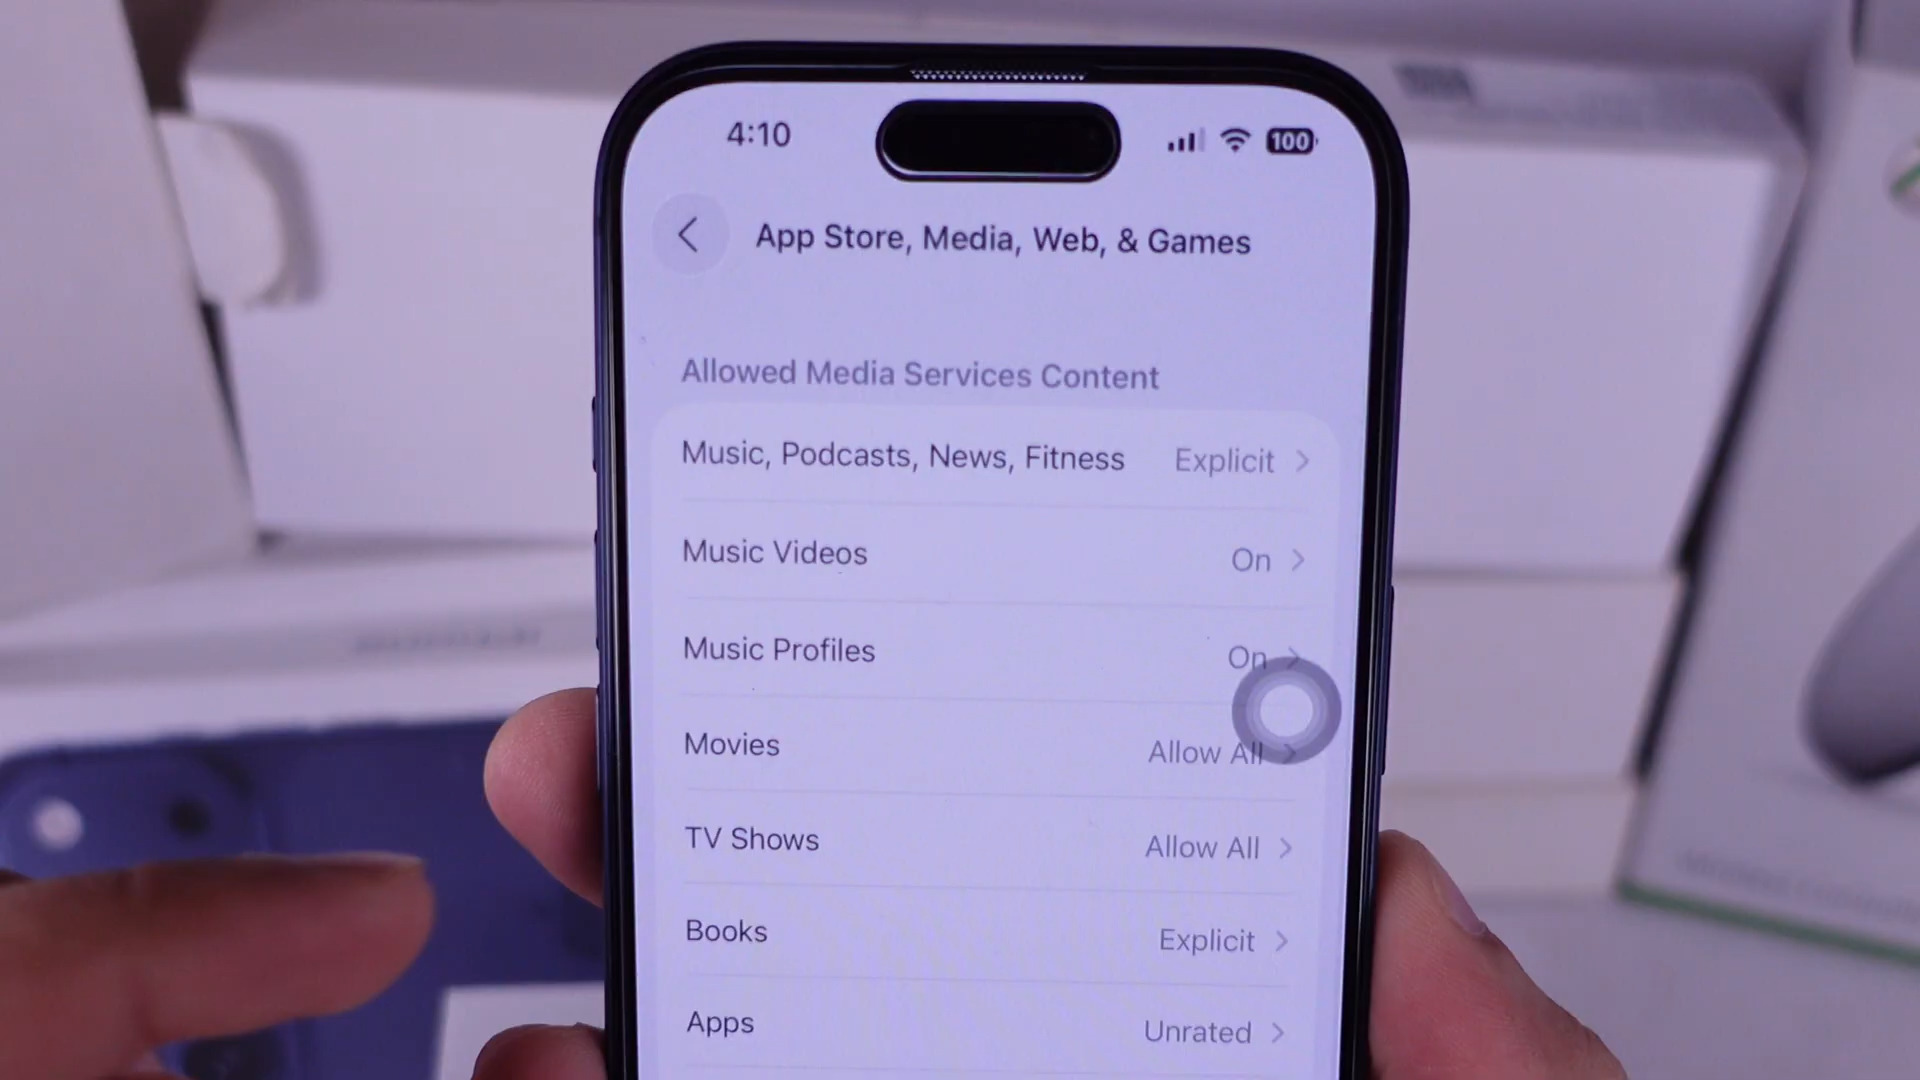 4:10
100
App Store, Media, Web, & Games
Allowed Media Services Content
Music, Podcasts, News, Fitness Explicit
Music Videos On
Music Profiles On
Movies Allow All
TV Shows Allow All
Books Explicit
Apps Unrated